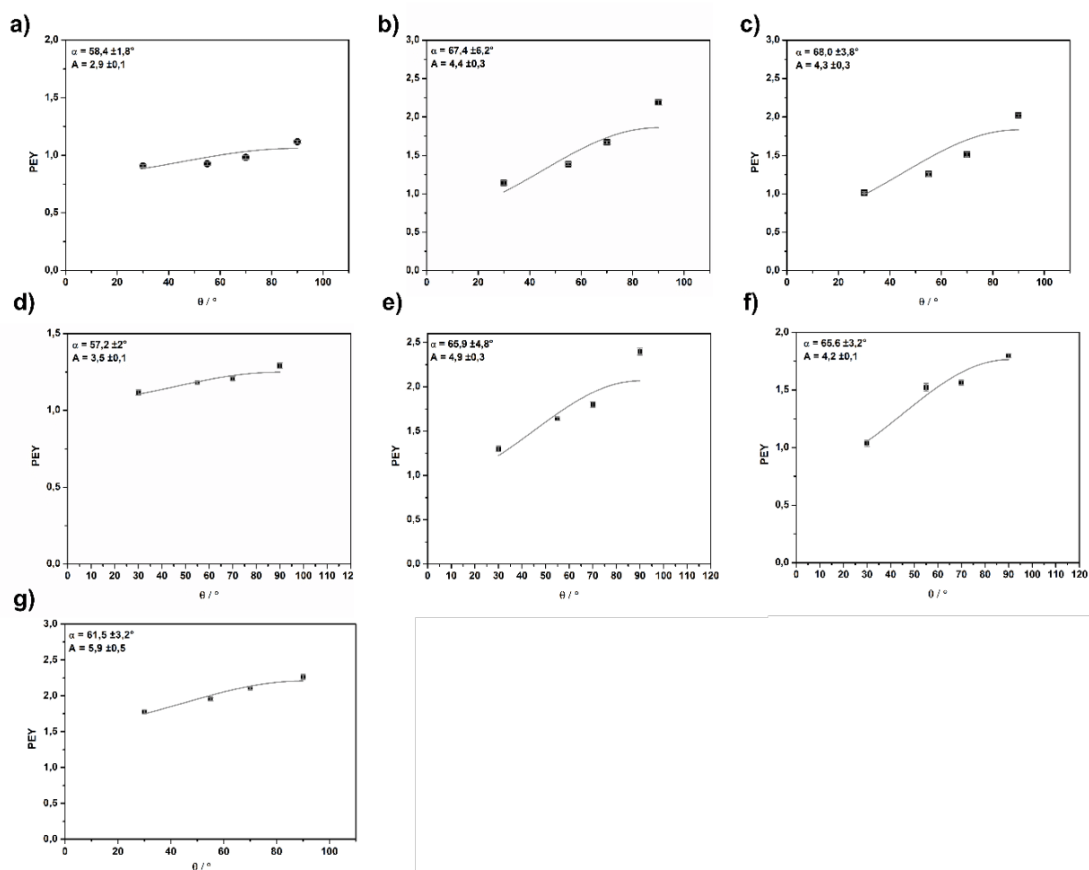 a)
α = 58,4 ±1,8°
A = 2,9 ±0,1
2,0
1,5
1,0
0,5
0,0
PEY
0 20 40 60 80 100
θ / °
b)
α = 67,4 ±6,2°
A = 4,4 ±0,3
3,0
2,5
2,0
1,5
1,0
0,5
0,0
PEY
0 20 40 60 80 100
θ / °
c)
α = 68,0 ±3,8°
A = 4,3 ±0,3
3,0
2,5
2,0
1,5
1,0
0,5
0,0
PEY
0 20 40 60 80 100
θ / °
d)
α = 57,2 ±2°
A = 3,5 ±0,1
1,5
1,0
0,5
0,0
PEY
0 10 20 30 40 50 60 70 80 90 100 110 12
θ / °
e)
α = 65,9 ±4,8°
A = 4,9 ±0,3
2,5
2,0
1,5
1,0
0,5
0,0
PEY
0 10 20 30 40 50 60 70 80 90 100 110 120
θ / °
f)
α = 65,6 ±3,2°
A = 4,2 ±0,1
2,0
1,5
1,0
0,5
0,0
PEY
0 10 20 30 40 50 60 70 80 90 100 110 120
θ / °
g)
α = 61,5 ±3,2°
A = 5,9 ±0,5
3,0
2,5
2,0
1,5
1,0
0,5
0,0
PEY
0 20 40 60 80 100
θ / °